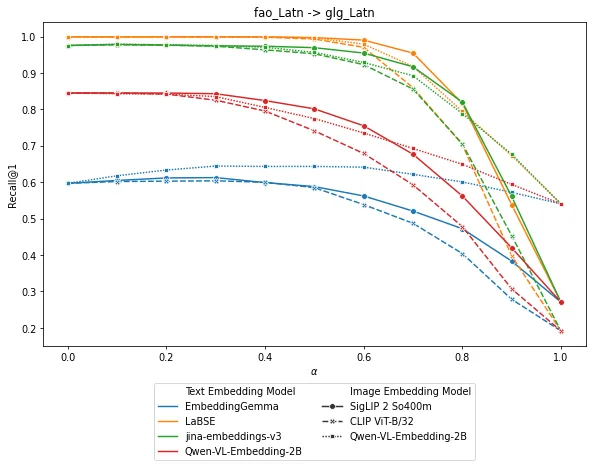 fao_Latn -> glg_Latn
Recall@1
1.0
0.9
0.8
0.7
0.6
0.5
0.4
0.3
0.2
0.0 0.2 0.4 0.6 0.8 1.0
α
Text Embedding Model
EmbeddingGemma
LaBSE
jina-embeddings-v3
Qwen-VL-Embedding-2B
Image Embedding Model
SigLIP 2 So400m
CLIP ViT-B/32
Qwen-VL-Embedding-2B